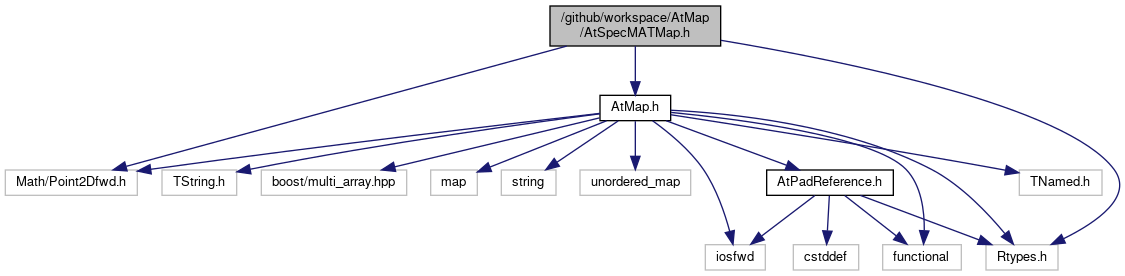 /github/workspace/AtMap
/AtSpecMATMap.h
AtMap.h
Math/Point2Dfwd.h
TString.h
boost/multi_array.hpp
map
string
unordered_map
AtPadReference.h
TNamed.h
iosfwd
cstddef
functional
Rtypes.h